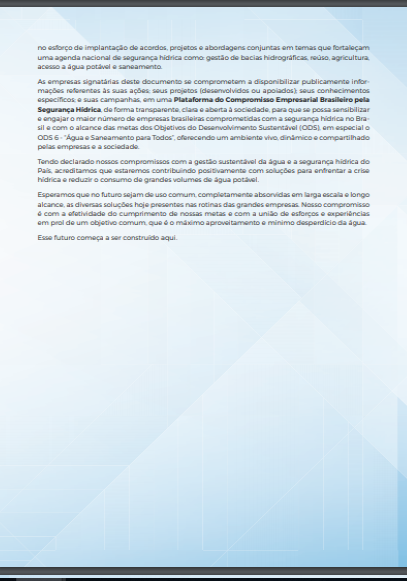 no esforço de implantação de acordos, projetos e abordagens conjuntas em temas que fortaleçam
uma agenda nacional de segurança hídrica como: gestão de bacias hidrográficas, reúso, agricultura,
acesso a água potável e saneamento.
As empresas signatárias deste documento se comprometem a disponibilizar publicamente infor-
mações referentes às suas ações; seus projetos (desenvolvidos ou apoiados); seus conhecimentos
específicos; e suas campanhas, em uma Plataforma do Compromisso Empresarial Brasileiro pela
Segurança Hídrica, de forma transparente, clara e aberta à sociedade, para que se possa sensibilizar
e engajar o maior número de empresas brasileiras comprometidas com a segurança hídrica no Bra-
sil e com o alcance das metas dos Objetivos do Desenvolvimento Sustentável (ODS), em especial o
ODS 6 - "Água e Saneamento para Todos", oferecendo um ambiente vivo, dinâmico e compartilhado
pelas empresas e a sociedade.
Tendo declarado nossos compromissos com a gestão sustentável da água e a segurança hídrica do
País, acreditamos que estaremos contribuindo positivamente com soluções para enfrentar a crise
hídrica e reduzir o consumo de grandes volumes de água potável.
Esperamos que no futuro sejam de uso comum, completamente absorvidas em larga escala e longo
alcance, as diversas soluções hoje presentes nas rotinas das grandes empresas. Nosso compromisso
é com a efetividade do cumprimento de nossas metas e com a união de esforços e experiências
em prol de um objetivo comum, que é o máximo aproveitamento e mínimo desperdício da água.
Esse futuro começa a ser construído aqui.